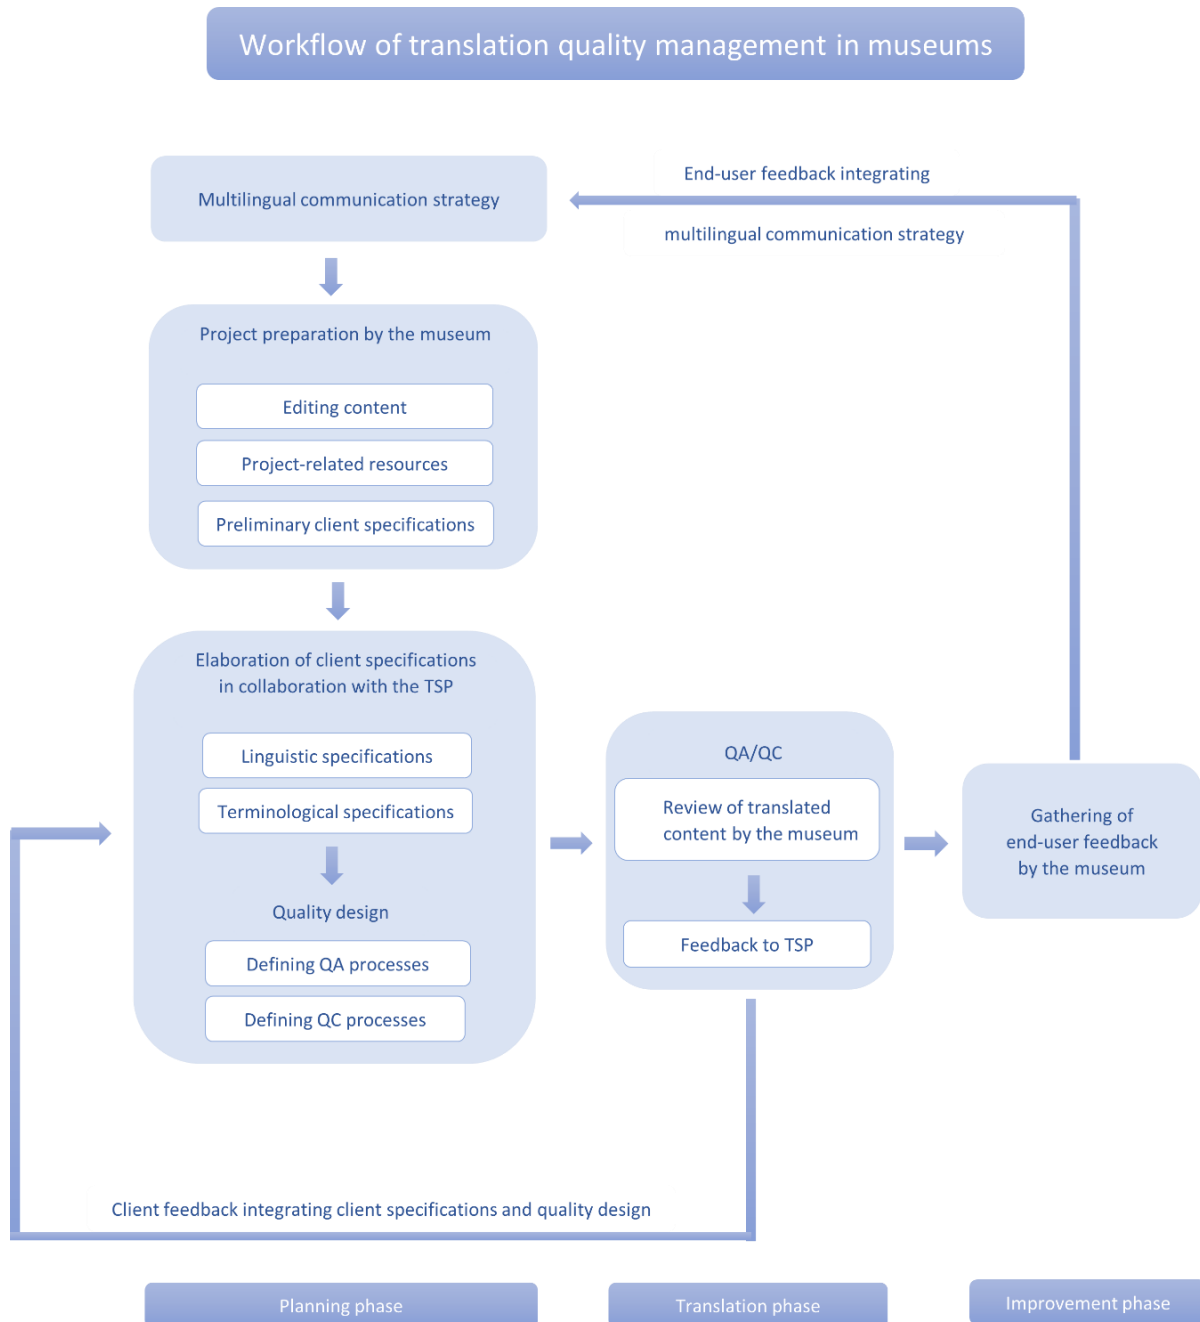 Workflow of translation quality management in museums
Multilingual communication strategy
End-user feedback integrating
multilingual communication strategy
Project preparation by the museum
Editing content
Project-related resources
Preliminary client specifications
Elaboration of client specifications
in collaboration with the TSP
Linguistic specifications
Terminological specifications
Quality design
Defining QA processes
Defining QC processes
QA/QC
Review of translated
content by the museum
Feedback to TSP
Gathering of
end-user feedback
by the museum
Client feedback integrating client specifications and quality design
Planning phase
Translation phase
Improvement phase